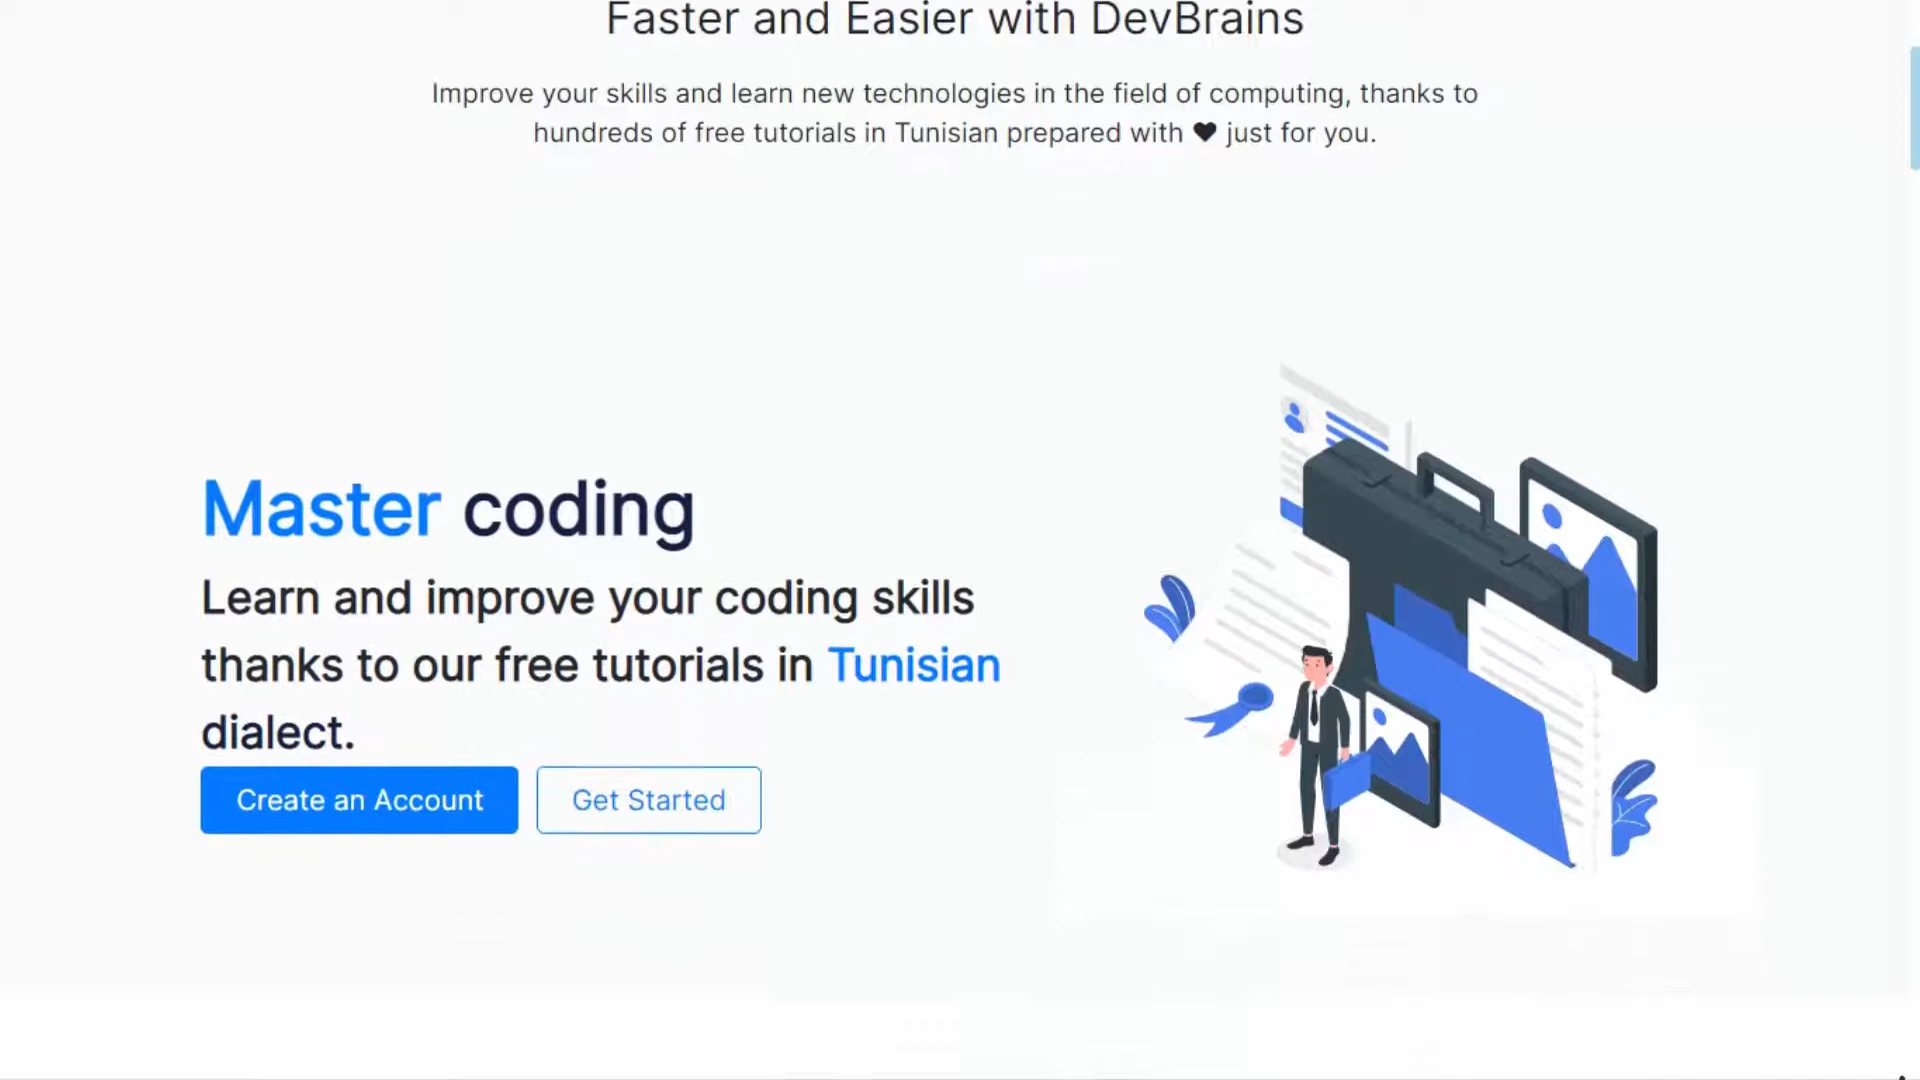 Faster and Easier with DevBrains
Improve your skills and learn new technologies in the field of computing, thanks to
hundreds of free tutorials in Tunisian prepared with ♥ just for you.
Master coding
Learn and improve your coding skills
thanks to our free tutorials in Tunisian
dialect.
Create an Account
Get Started